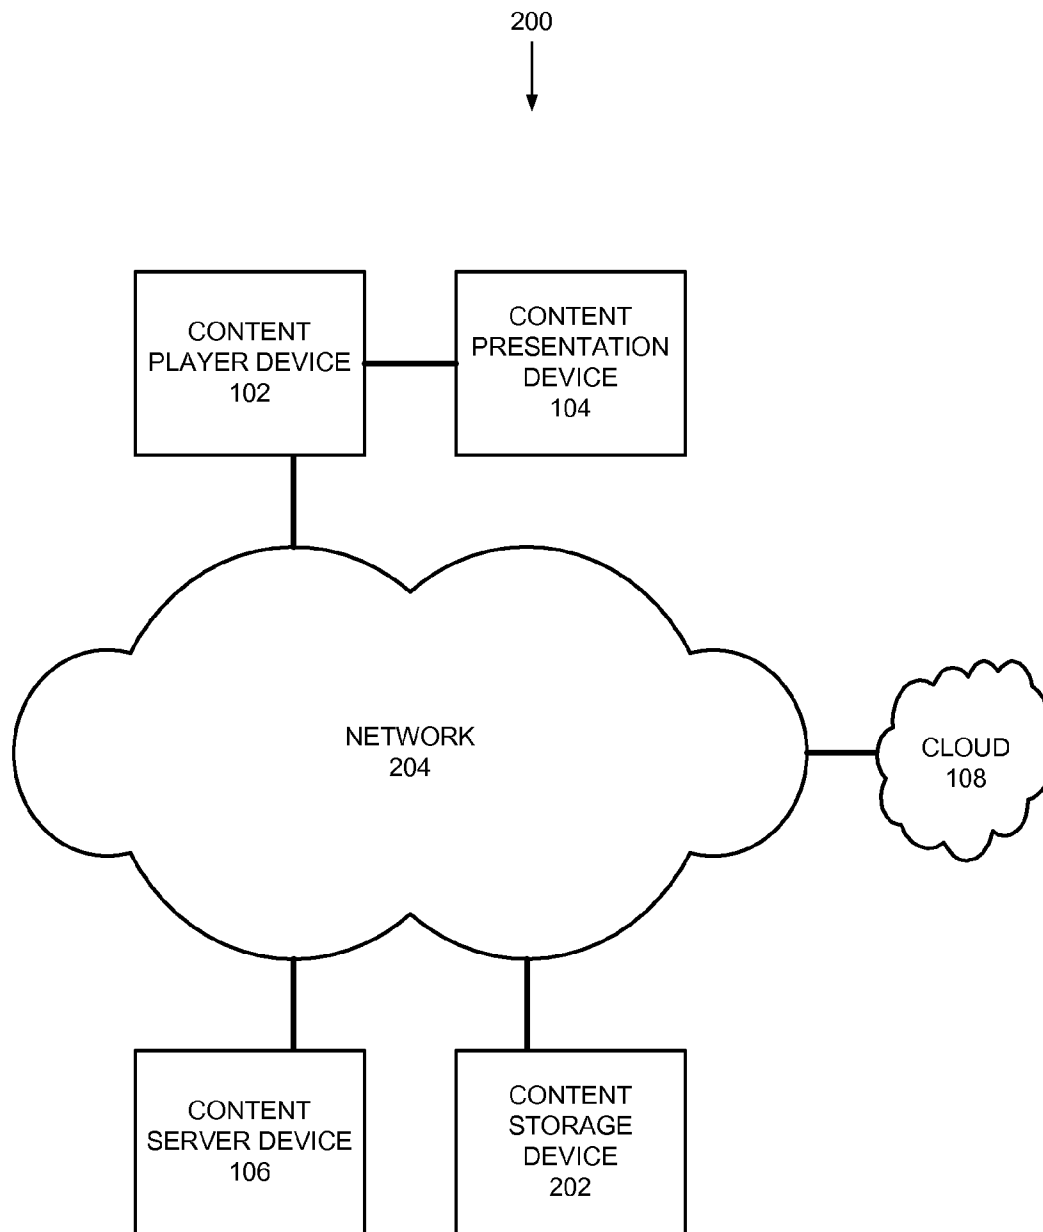 200
CONTENT
PLAYER DEVICE
102
CONTENT
PRESENTATION
DEVICE
104
NETWORK
204
CLOUD
108
CONTENT
SERVER DEVICE
106
CONTENT
STORAGE
DEVICE
202